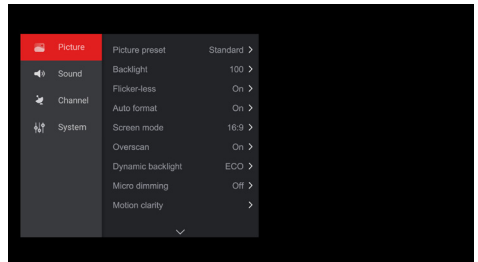 Picture
Sound
Channel
System
Picture preset Standard
Backlight 100
Flicker-less On
Auto format On
Screen mode 16:9
Overscan On
Dynamic backlight ECO
Micro dimming Off
Motion clarity